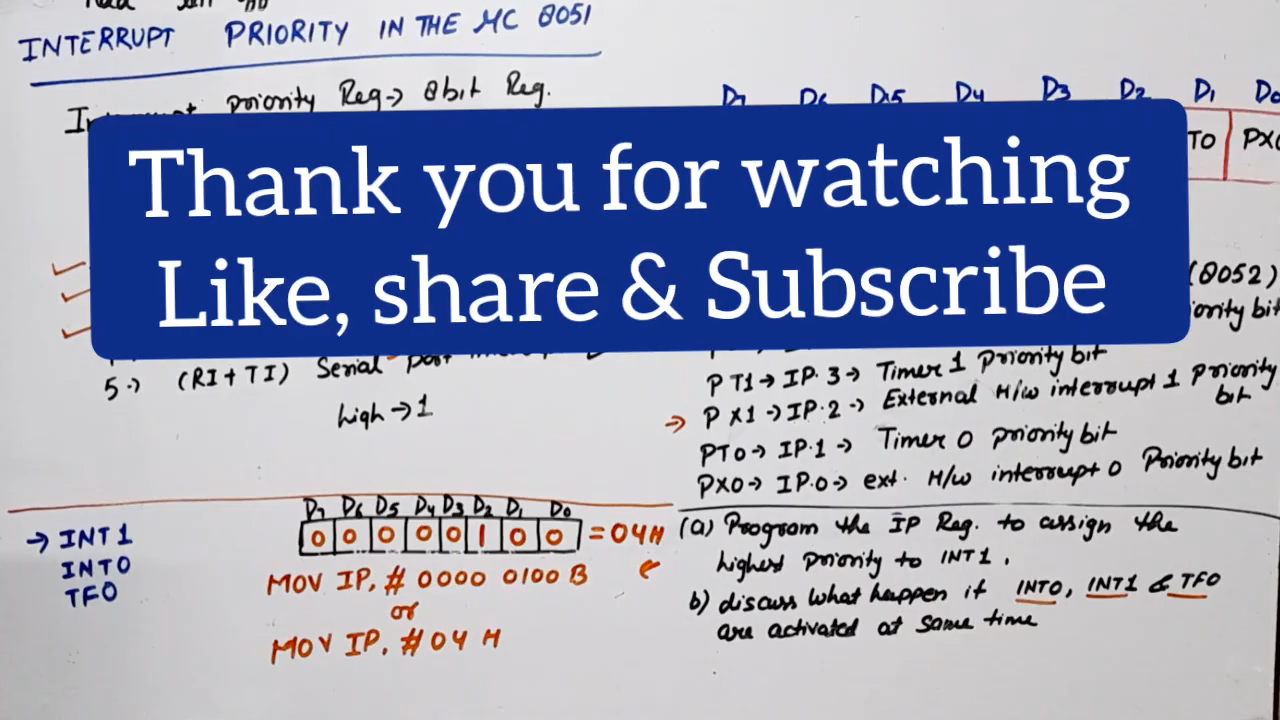 INTERRUPT PRIORITY IN THE MC 8051
Interrupt priority Reg→ 8bit Reg.
D7 D6 D5 D4 D3 D2 D1 D0
T0 PX0
Thank you for watching
Like, share & Subscribe
(8052)
priority bit
5.→ (RI+TI) Serial port
high → 1
PT1→ IP.3→ Timer 1 priority bit
→ PX1→ IP.2→ External H/w interrupt 1 priority bit
PT0→ IP.1→ Timer 0 priority bit
PX0→ IP.0→ ext. H/w interrupt 0 Priority bit
→ INT1
INT0
TF0
D7 D6 D5 D4 D3 D2 D1 D0
0 0 0 0 0 1 0 0 = 04H
MOV IP, # 0000 0100 B
or
MOV IP, # 04 H
(a) Program the IP Reg. to assign the
highest priority to INT1.
b) discuss what happen if INT0, INT1 & TF0
are activated at same time